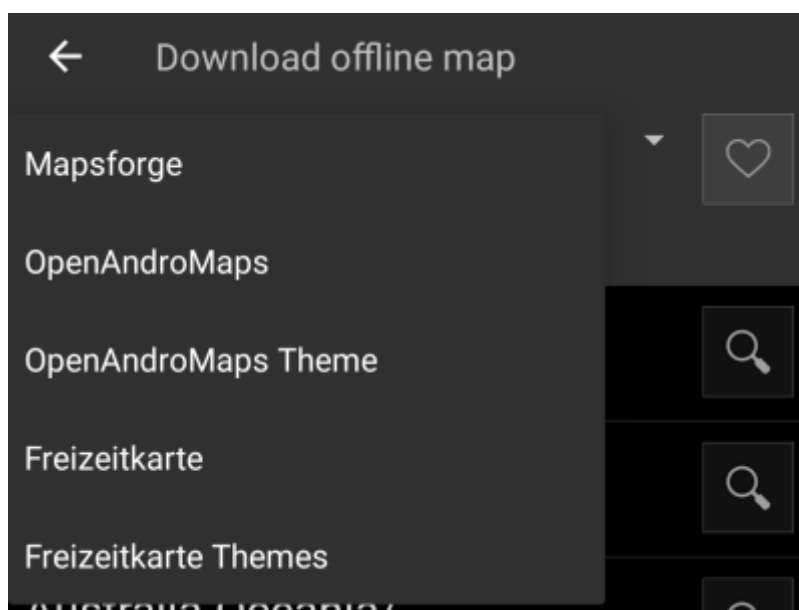 Download offline map
Mapsforge
OpenAndroMaps
OpenAndroMaps Theme
Freizeitkarte
Freizeitkarte Themes